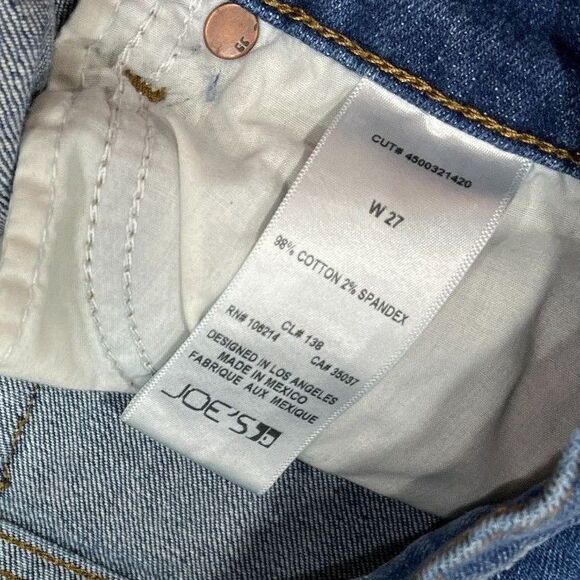 CUT# 4500321420
W 27
98% COTTON 2% SPANDEX
RN# 106214 CL# 138 CA# 35037
DESIGNED IN LOS ANGELES
MADE IN MEXICO
FABRIQUE AUX MEXIQUE
JOE'S